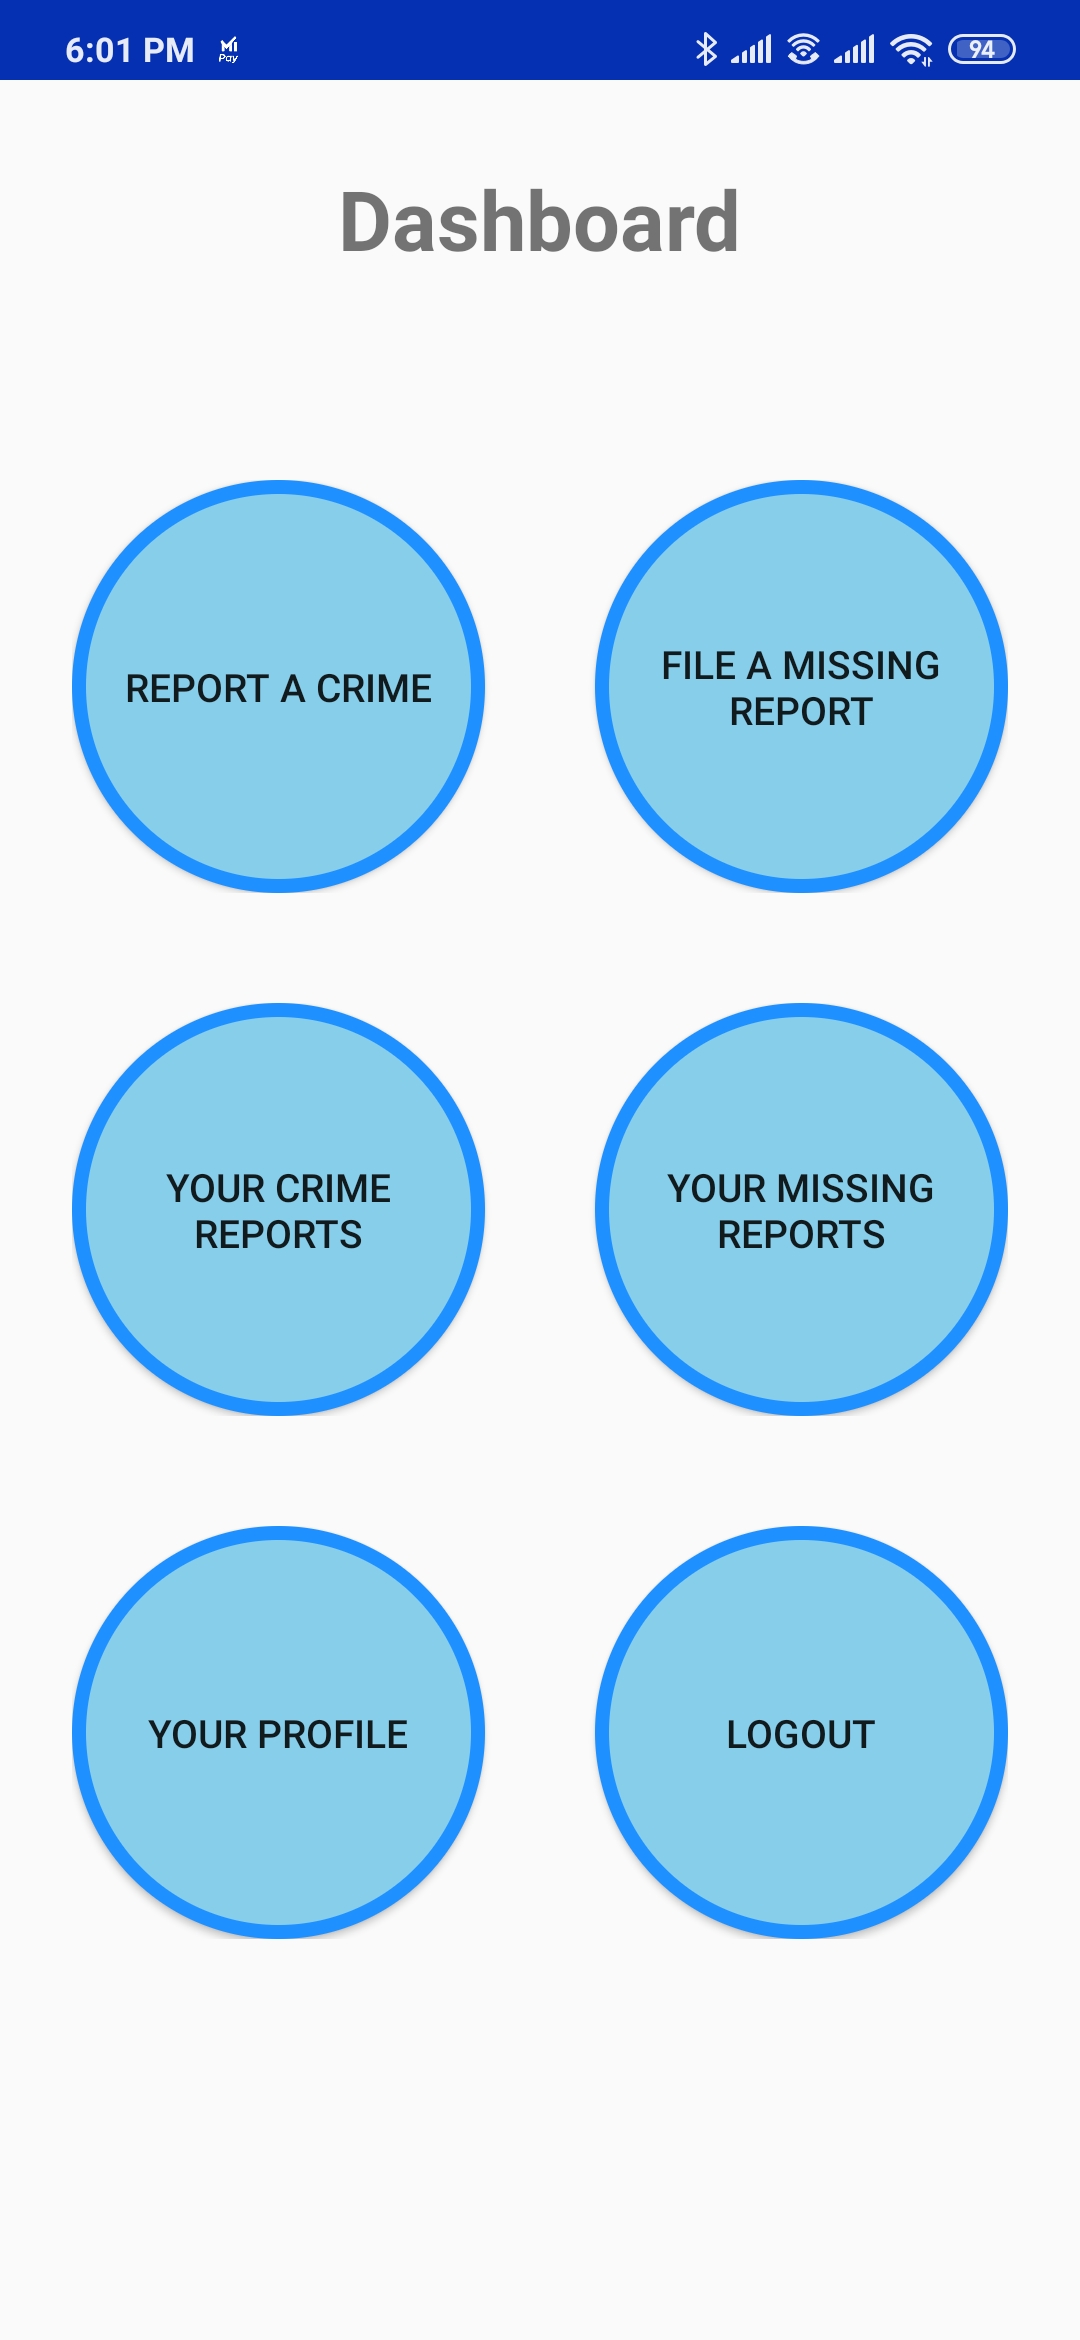 6:01 PM
Mi
Pay
94
Dashboard
REPORT A CRIME
FILE A MISSING
REPORT
YOUR CRIME
REPORTS
YOUR MISSING
REPORTS
YOUR PROFILE
LOGOUT